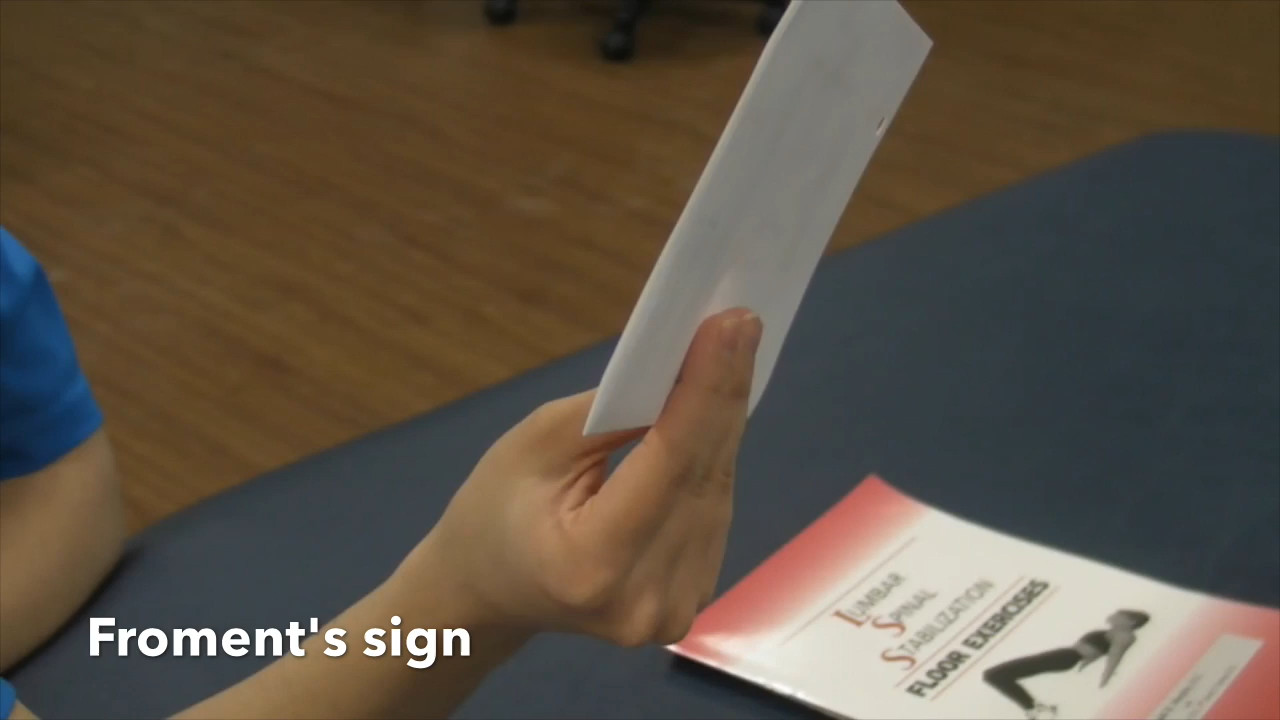 Froment's sign
LUMBAR
SPINAL
STABILIZATION
FLOOR EXERCISES